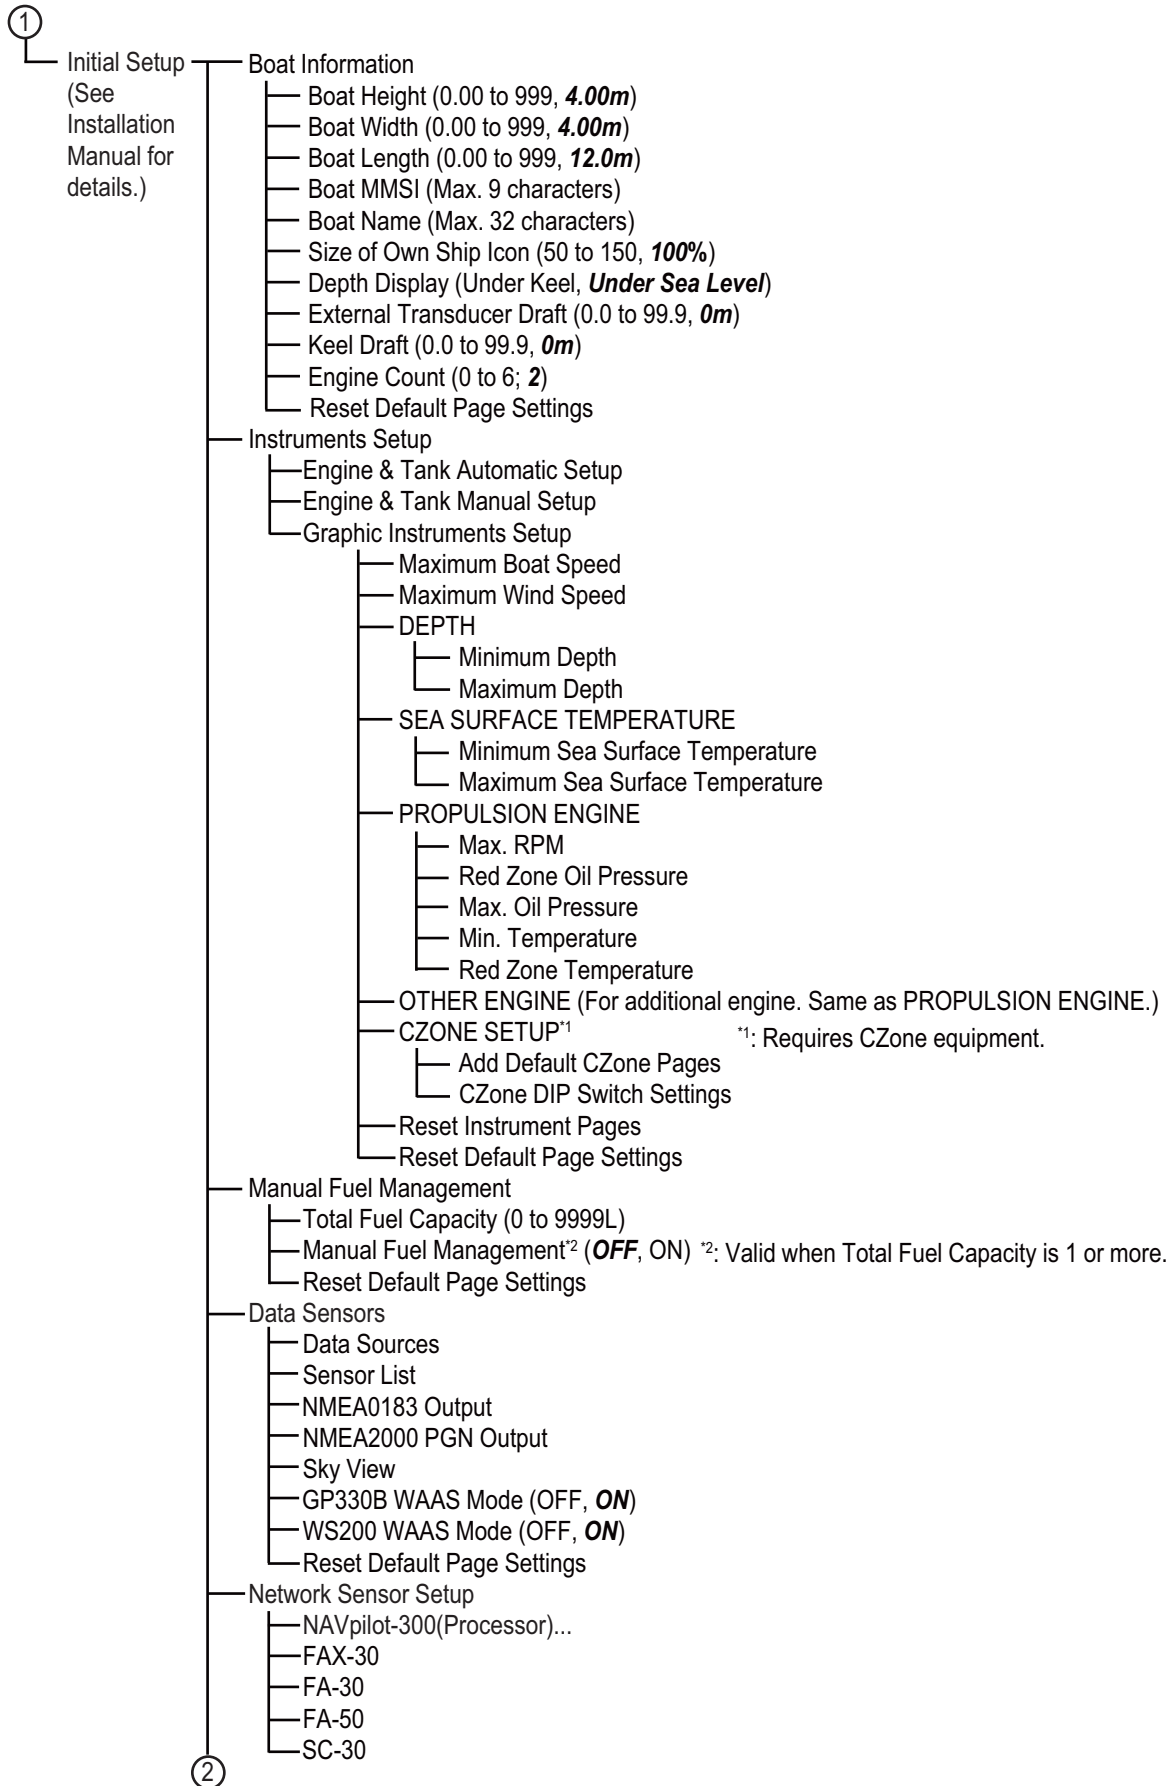 1
Initial Setup
(See
Installation
Manual for
details.)
Boat Information
Boat Height (0.00 to 999, 4.00m)
Boat Width (0.00 to 999, 4.00m)
Boat Length (0.00 to 999, 12.0m)
Boat MMSI (Max. 9 characters)
Boat Name (Max. 32 characters)
Size of Own Ship Icon (50 to 150, 100%)
Depth Display (Under Keel, Under Sea Level)
External Transducer Draft (0.0 to 99.9, 0m)
Keel Draft (0.0 to 99.9, 0m)
Engine Count (0 to 6; 2)
Reset Default Page Settings
Instruments Setup
Engine & Tank Automatic Setup
Engine & Tank Manual Setup
Graphic Instruments Setup
Maximum Boat Speed
Maximum Wind Speed
DEPTH
Minimum Depth
Maximum Depth
SEA SURFACE TEMPERATURE
Minimum Sea Surface Temperature
Maximum Sea Surface Temperature
PROPULSION ENGINE
Max. RPM
Red Zone Oil Pressure
Max. Oil Pressure
Min. Temperature
Red Zone Temperature
OTHER ENGINE (For additional engine. Same as PROPULSION ENGINE.)
CZONE SETUP*1 *1: Requires CZone equipment.
Add Default CZone Pages
CZone DIP Switch Settings
Reset Instrument Pages
Reset Default Page Settings
Manual Fuel Management
Total Fuel Capacity (0 to 9999L)
Manual Fuel Management*2 (OFF, ON) *2: Valid when Total Fuel Capacity is 1 or more.
Reset Default Page Settings
Data Sensors
Data Sources
Sensor List
NMEA0183 Output
NMEA2000 PGN Output
Sky View
GP330B WAAS Mode (OFF, ON)
WS200 WAAS Mode (OFF, ON)
Reset Default Page Settings
Network Sensor Setup
NAVpilot-300(Processor)...
FAX-30
FA-30
FA-50
SC-30
2